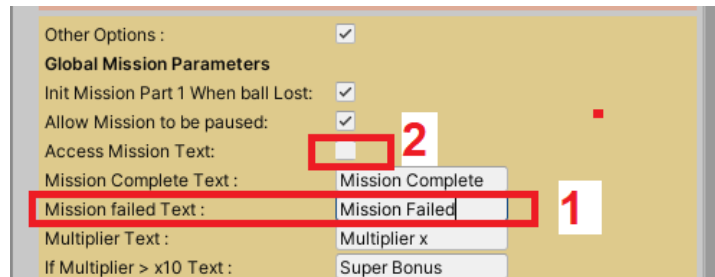 Other Options :
Global Mission Parameters
Init Mission Part 1 When ball Lost:
Allow Mission to be paused:
Access Mission Text:
2
Mission Complete Text : Mission Complete
Mission failed Text : Mission Failed
1
Multiplier Text : Multiplier x
If Multiplier > x10 Text : Super Bonus